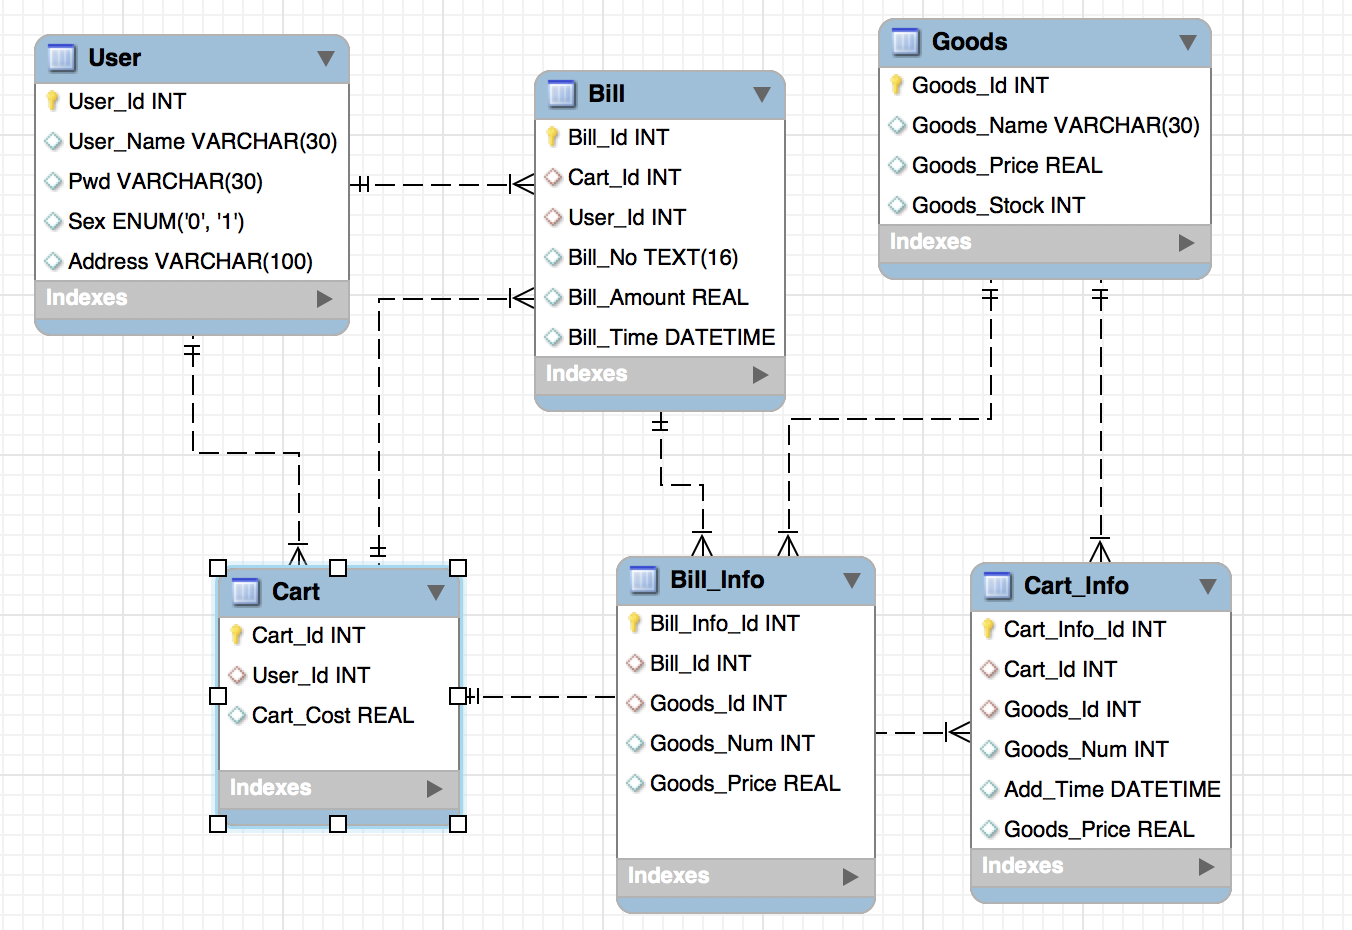 User
User_Id INT
User_Name VARCHAR(30)
Pwd VARCHAR(30)
Sex ENUM('0', '1')
Address VARCHAR(100)
Indexes
Bill
Bill_Id INT
Cart_Id INT
User_Id INT
Bill_No TEXT(16)
Bill_Amount REAL
Bill_Time DATETIME
Indexes
Goods
Goods_Id INT
Goods_Name VARCHAR(30)
Goods_Price REAL
Goods_Stock INT
Indexes
Cart
Cart_Id INT
User_Id INT
Cart_Cost REAL
Indexes
Bill_Info
Bill_Info_Id INT
Bill_Id INT
Goods_Id INT
Goods_Num INT
Goods_Price REAL
Indexes
Cart_Info
Cart_Info_Id INT
Cart_Id INT
Goods_Id INT
Goods_Num INT
Add_Time DATETIME
Goods_Price REAL
Indexes